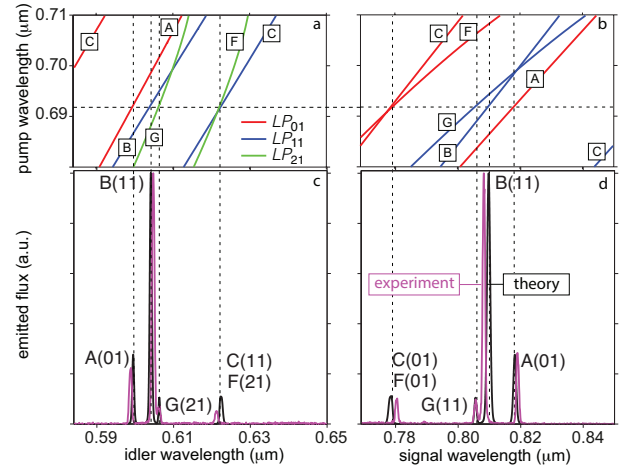 0.71
0.70
0.69
pump wavelength (μm)
a
C
A
F
C
B
G
LP01
LP11
LP21
b
C
F
A
G
B
C
emitted flux (a.u.)
c
B(11)
A(01)
G(21)
C(11)
F(21)
0.59
0.61
0.63
0.65
idler wavelength (μm)
d
B(11)
experiment
theory
C(01)
F(01)
G(11)
A(01)
0.78
0.80
0.82
0.84
signal wavelength (μm)